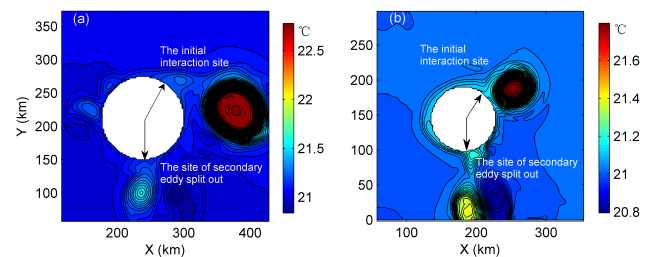 (a)
The initial
interaction site
The site of secondary
eddy split out
350
300
250
200
150
100
50
Y (km)
200
300
400
X (km)
℃
22.5
22
21.5
21
(b)
The initial
interaction site
The site of secondary
eddy split out
300
250
200
150
100
50
0
100
200
300
X (km)
℃
21.6
21.4
21.2
21
20.8